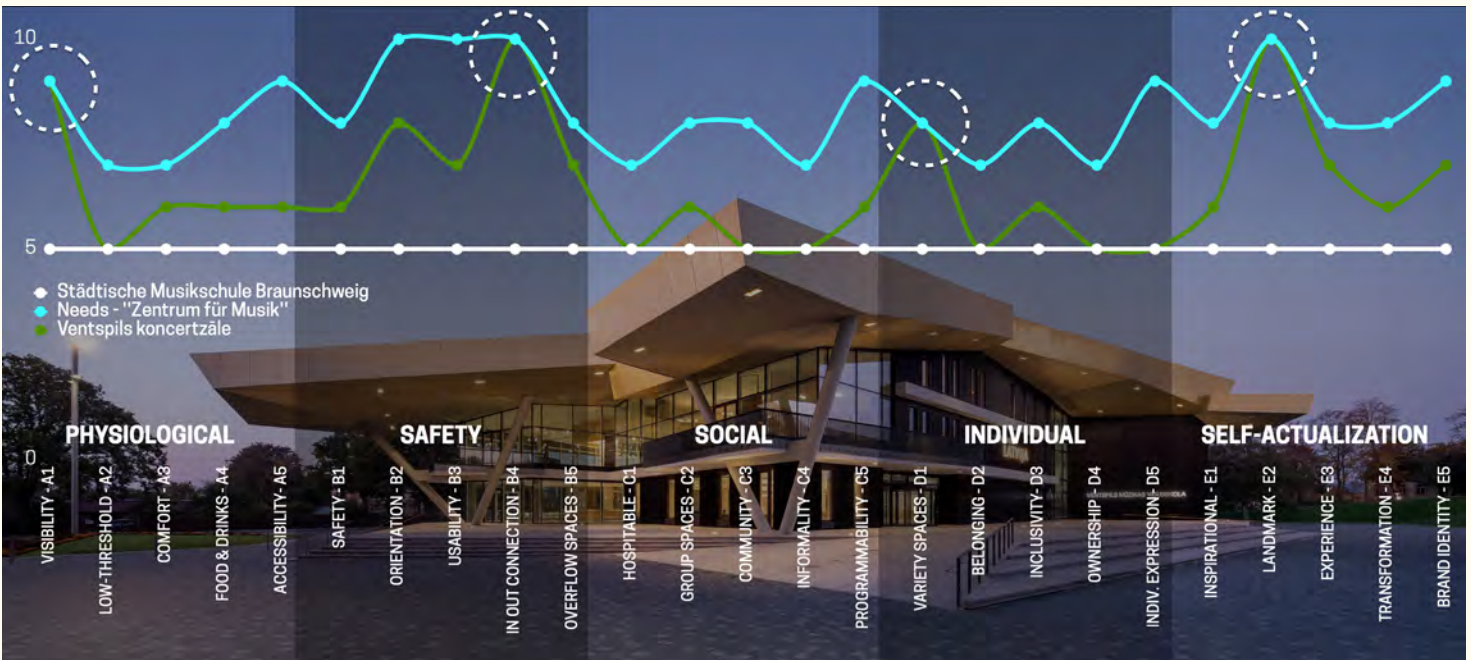 10
5
Städtische Musikschule Braunschweig
Needs - "Zentrum für Musik"
Ventspils koncertzāle
PHYSIOLOGICAL
SAFETY
SOCIAL
INDIVIDUAL
SELF-ACTUALIZATION
LATVIJA
0
VISIBILITY - A1
LOW-THRESHOLD - A2
COMFORT - A3
FOOD & DRINKS - A4
ACCESSIBILITY- A5
SAFETY- B1
ORIENTATION - B2
USABILITY - B3
IN OUT CONNECTION - B4
OVERFLOW SPACES - B5
HOSPITABLE - C1
GROUP SPACES - C2
COMMUNITY - C3
INFORMALITY - C4
PROGRAMMABILITY - C5
VARIETY SPACES - D1
BELONGING - D2
INCLUSIVITY- D3
OWNERSHIP - D4
INDIV. EXPRESSION - D5
INSPIRATIONAL - E1
LANDMARK - E2
EXPERIENCE - E3
TRANSFORMATION - E4
BRAND IDENTITY - E5